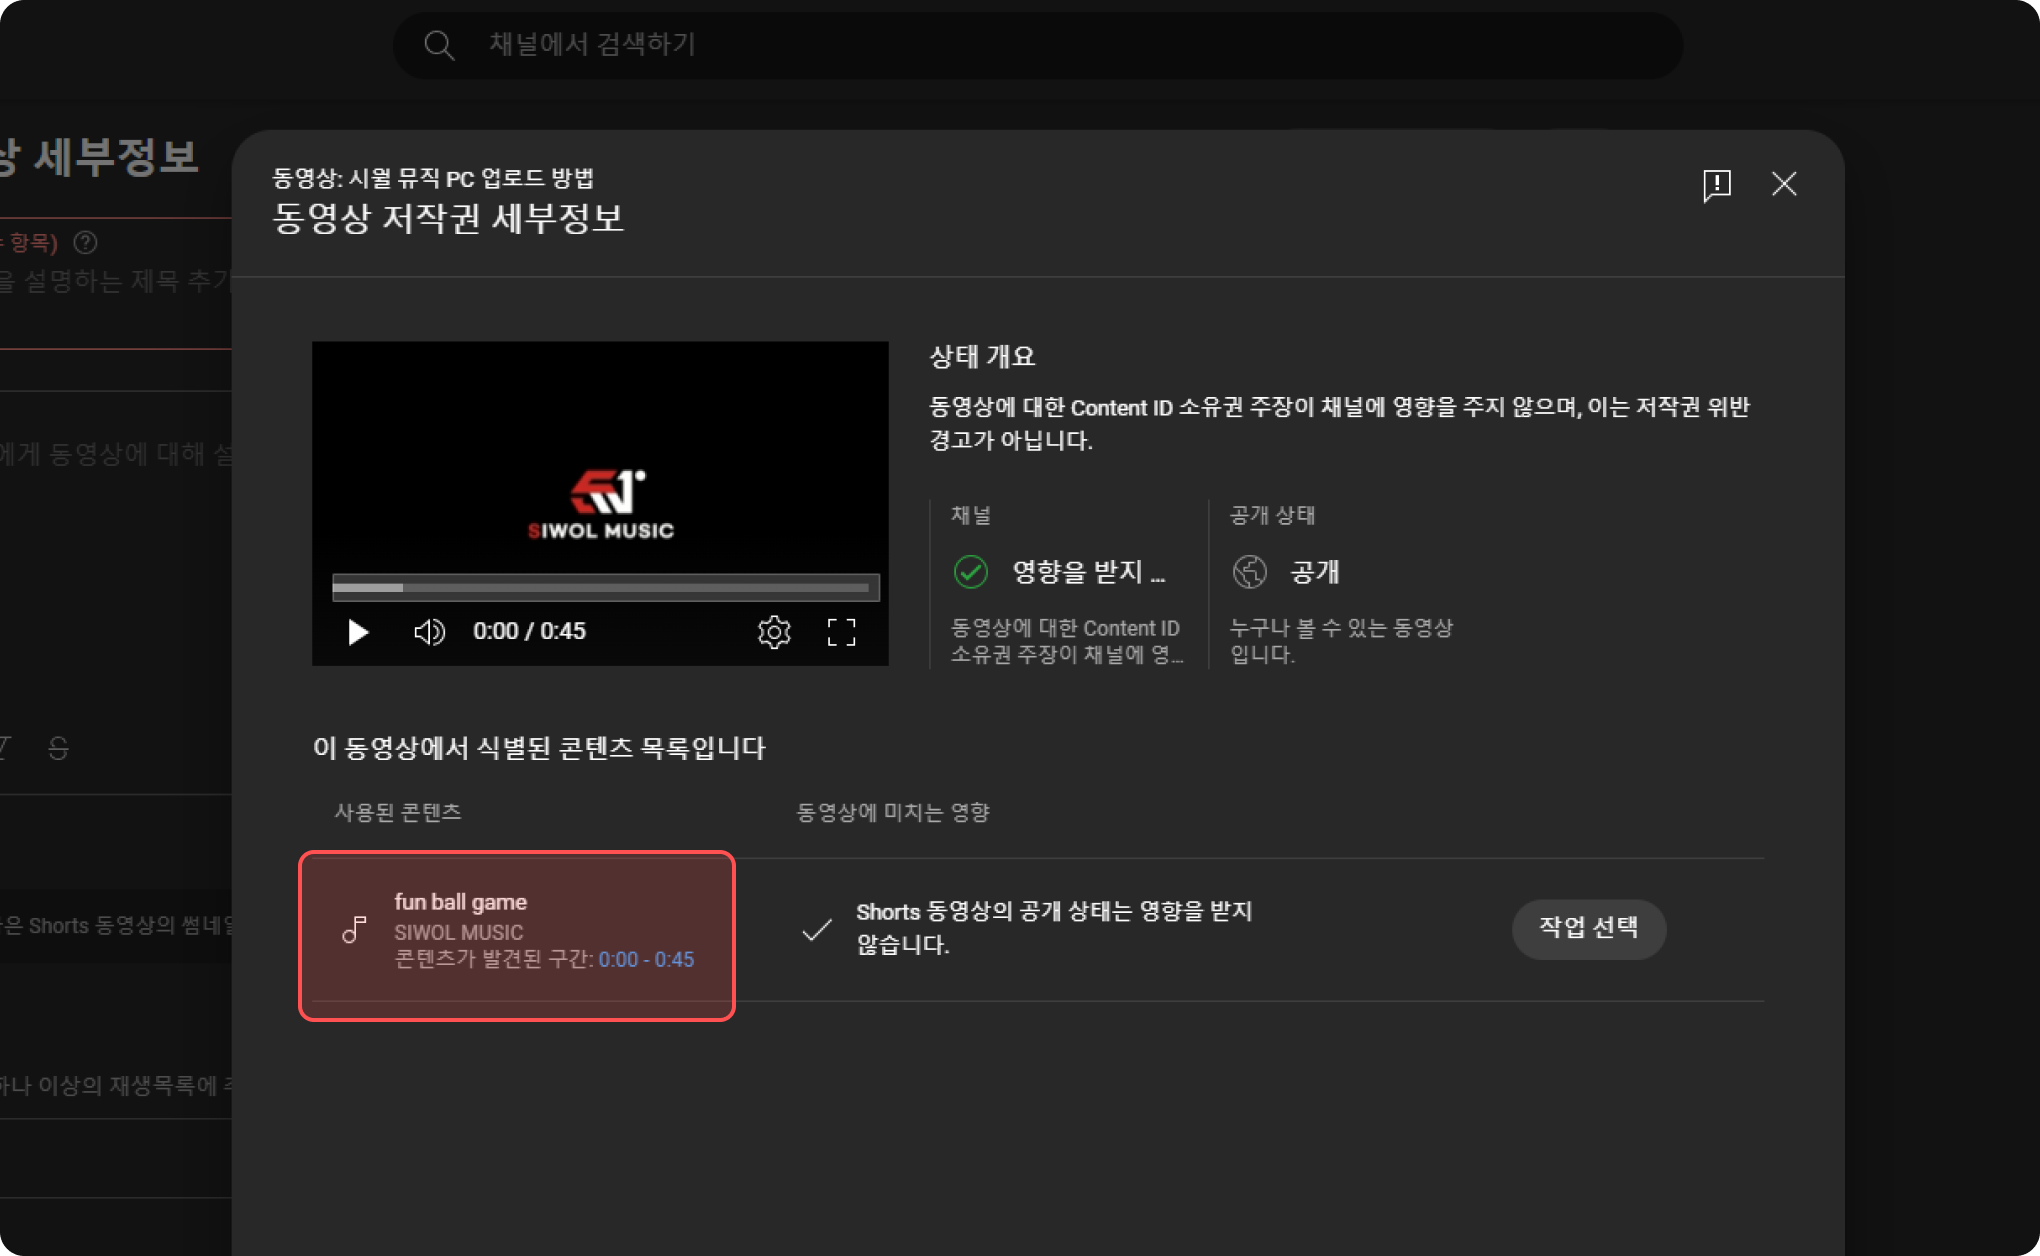 채널에서 검색하기
상 세부정보
동영상: 시월 뮤직 PC 업로드 방법
동영상 저작권 세부정보
항목)
을 설명하는 제목 추가
에게 동영상에 대해 설
SIWOL MUSIC
0:00 / 0:45
상태 개요
동영상에 대한 Content ID 소유권 주장이 채널에 영향을 주지 않으며, 이는 저작권 위반
경고가 아닙니다.
채널
영향을 받지 ...
동영상에 대한 Content ID
소유권 주장이 채널에 영...
공개 상태
공개
누구나 볼 수 있는 동영상
입니다.
이 동영상에서 식별된 콘텐츠 목록입니다
사용된 콘텐츠
동영상에 미치는 영향
fun ball game
SIWOL MUSIC
콘텐츠가 발견된 구간: 0:00 - 0:45
Shorts 동영상의 공개 상태는 영향을 받지
않습니다.
작업 선택
은 Shorts 동영상의 썸네일
하나 이상의 재생목록에